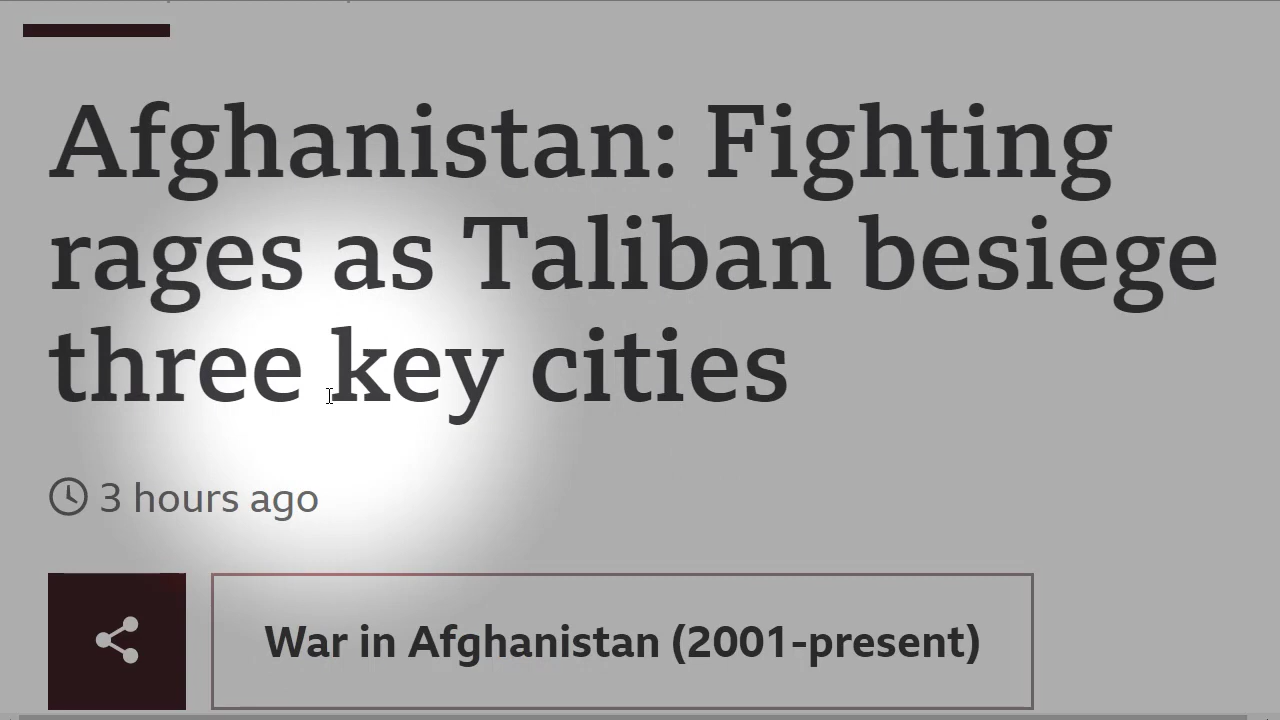 Afghanistan: Fighting
rages as Taliban besiege
three key cities
3 hours ago
War in Afghanistan (2001-present)